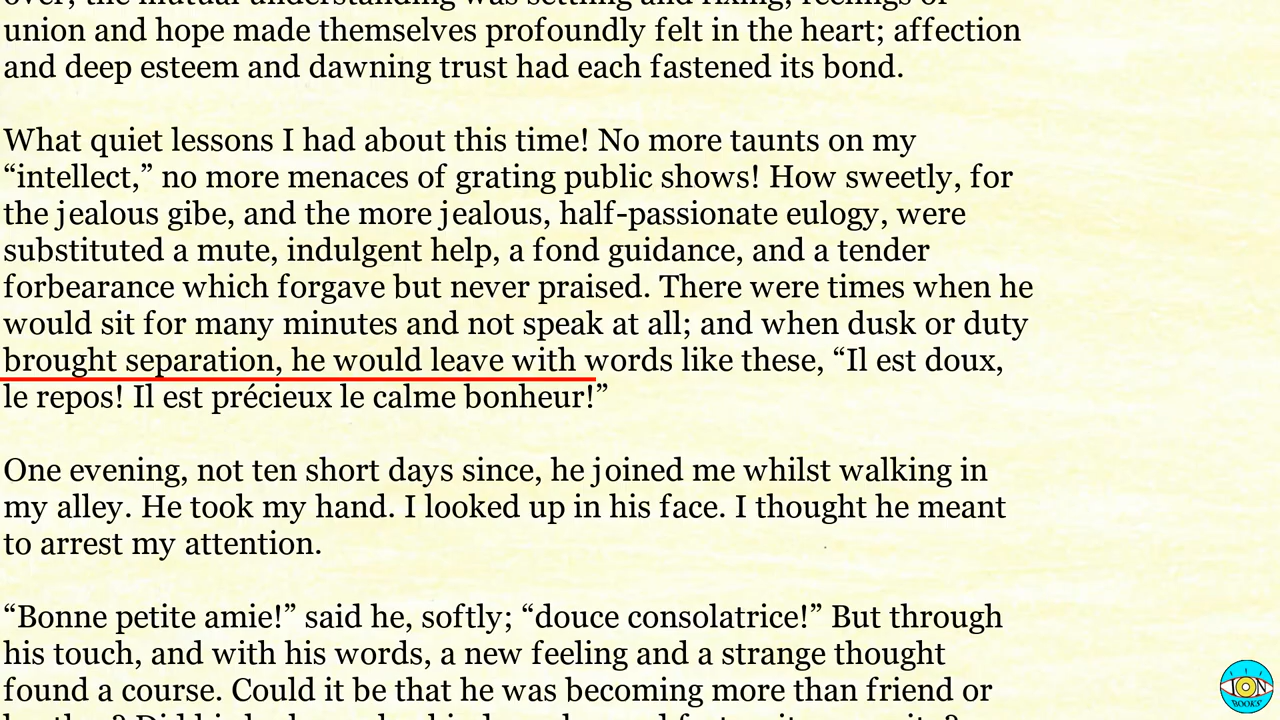 union and hope made themselves profoundly felt in the heart; affection
and deep esteem and dawning trust had each fastened its bond.
What quiet lessons I had about this time! No more taunts on my
“intellect,” no more menaces of grating public shows! How sweetly, for
the jealous gibe, and the more jealous, half-passionate eulogy, were
substituted a mute, indulgent help, a fond guidance, and a tender
forbearance which forgave but never praised. There were times when he
would sit for many minutes and not speak at all; and when dusk or duty
brought separation, he would leave with words like these, “Il est doux,
le repos! Il est précieux le calme bonheur!”
One evening, not ten short days since, he joined me whilst walking in
my alley. He took my hand. I looked up in his face. I thought he meant
to arrest my attention.
“Bonne petite amie!” said he, softly; “douce consolatrice!” But through
his touch, and with his words, a new feeling and a strange thought
found a course. Could it be that he was becoming more than friend or
ION
BOOKS